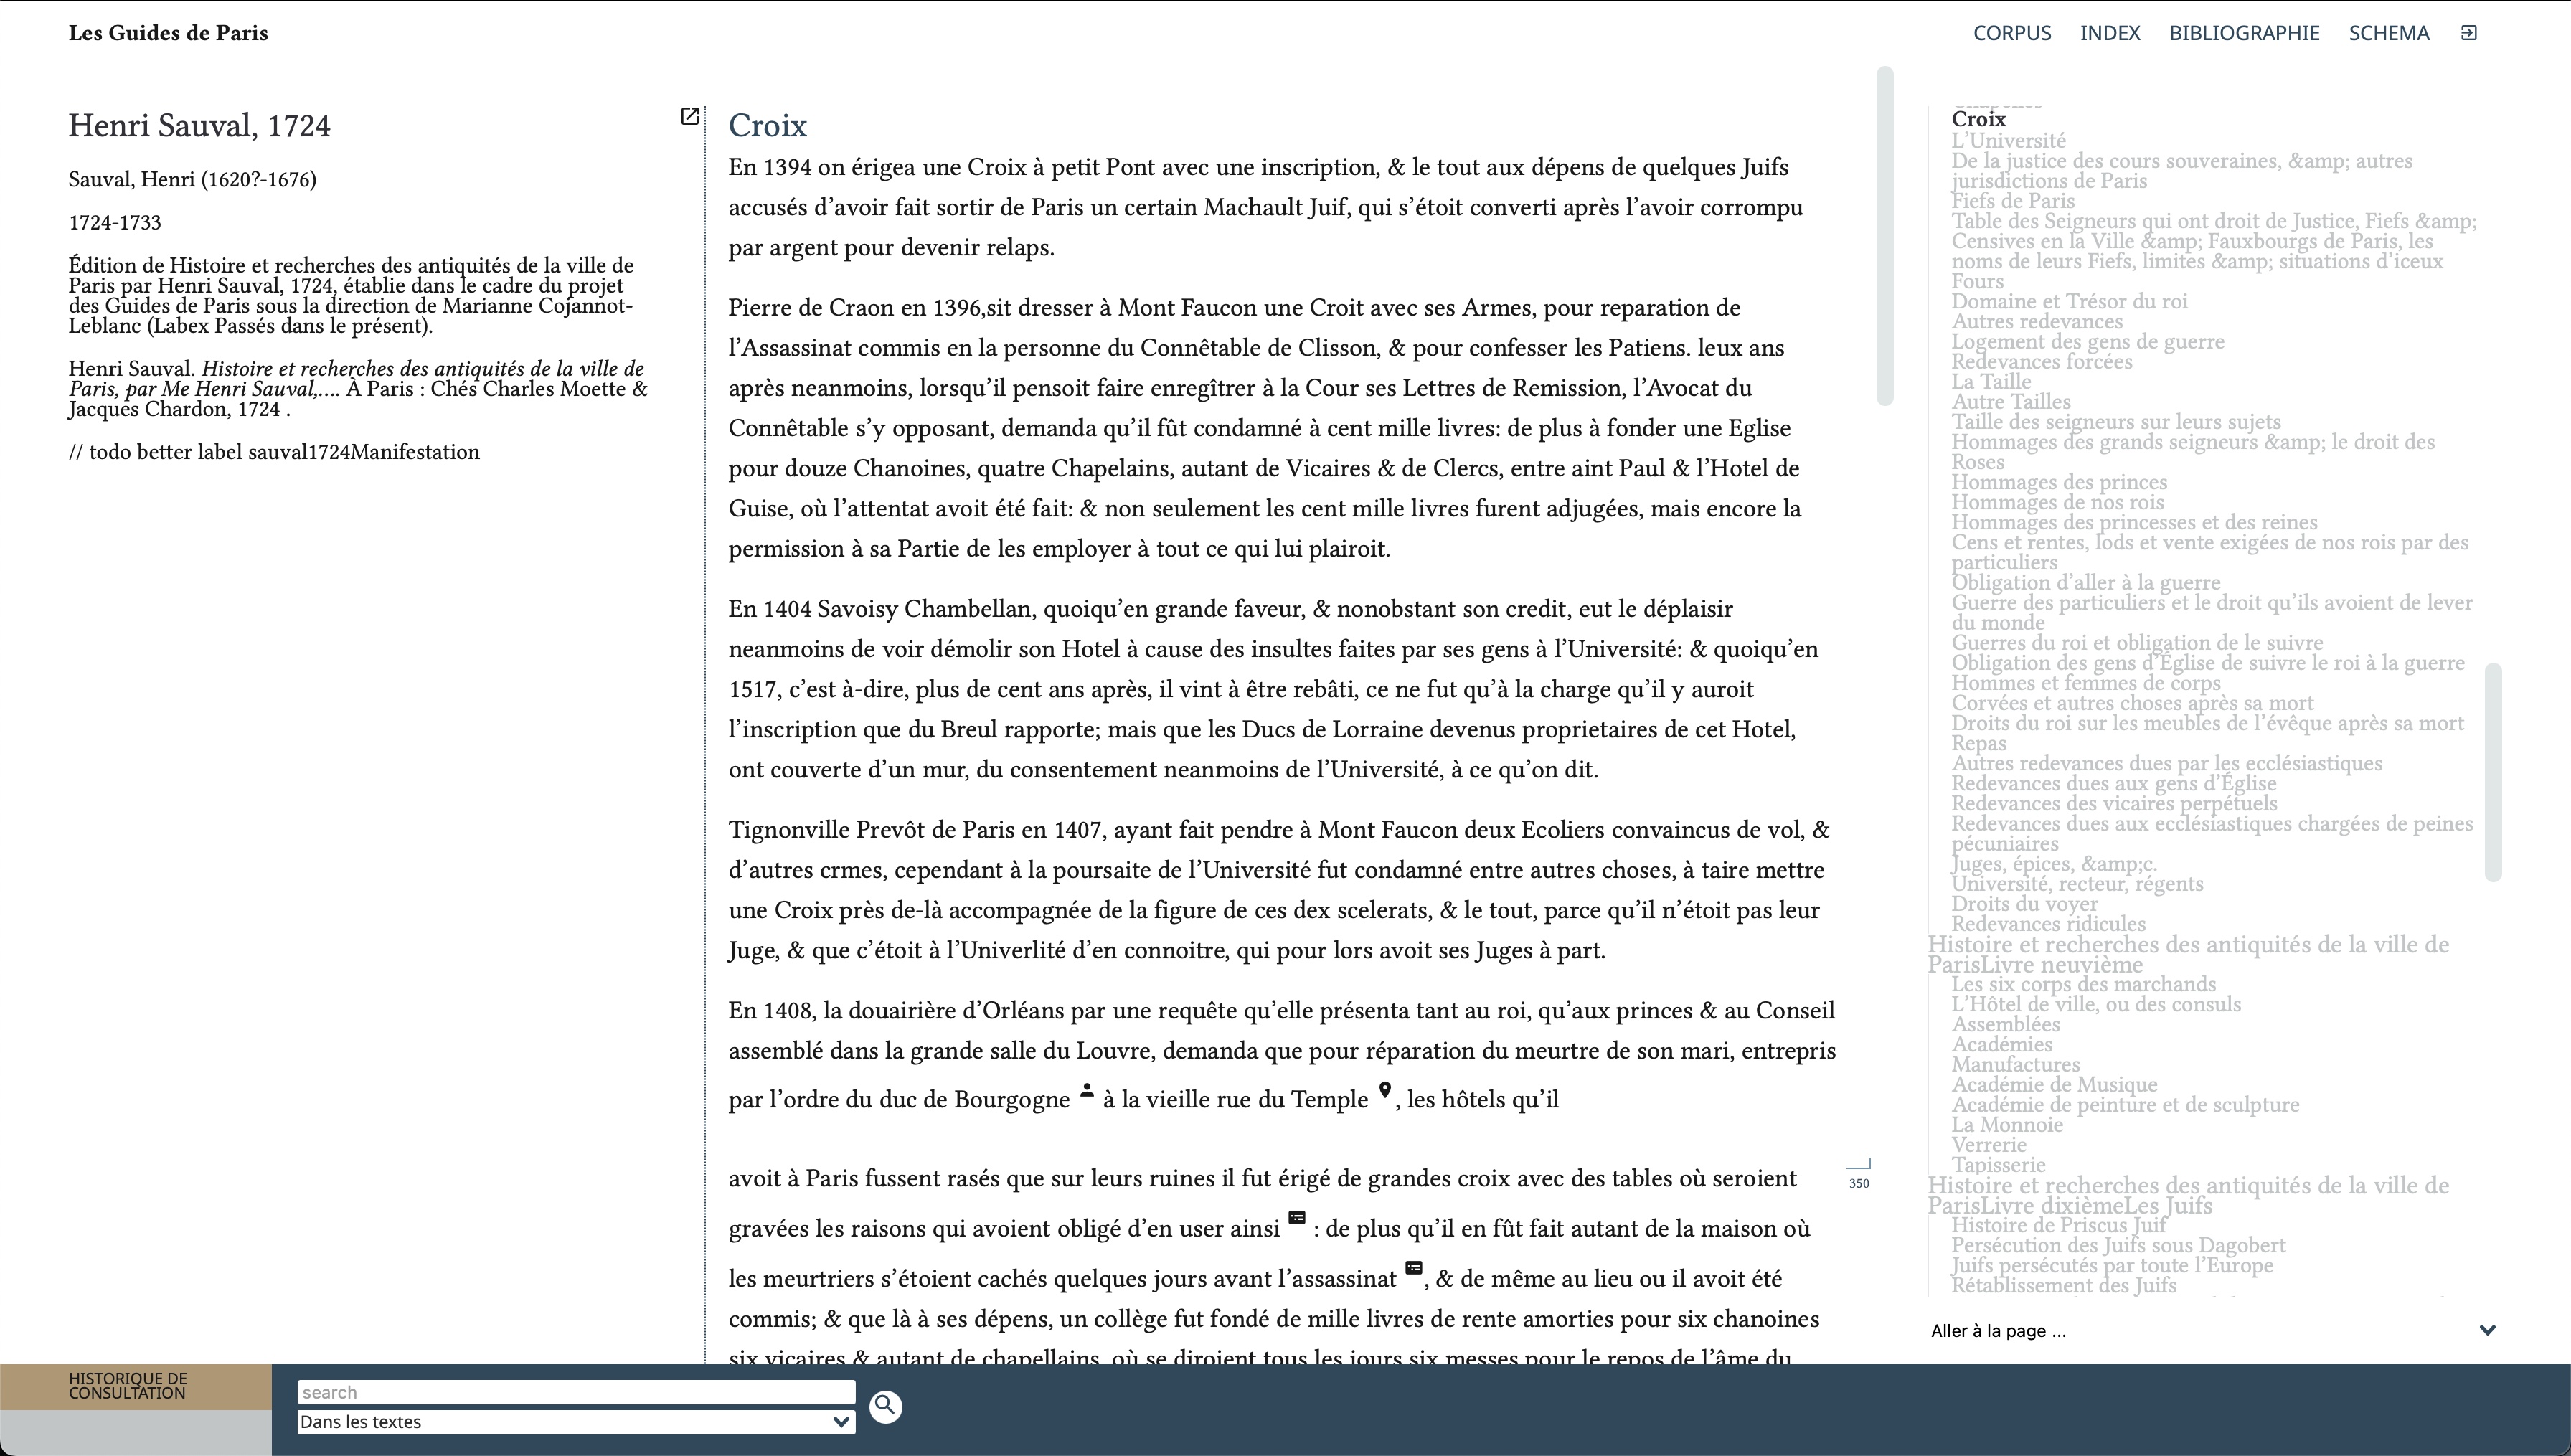 Les Guides de Paris
CORPUS INDEX BIBLIOGRAPHIE SCHEMA
Henri Sauval, 1724
Sauval, Henri (1620?-1676)
1724-1733
Édition de Histoire et recherches des antiquités de la ville de
Paris par Henri Sauval, 1724, établie dans le cadre du projet
des Guides de Paris sous la direction de Marianne Cojannot-
Leblanc (Labex Passés dans le présent).
Henri Sauval. Histoire et recherches des antiquités de la ville de
Paris, par Me Henri Sauval,.... À Paris : Chés Charles Moette &
Jacques Chardon, 1724 .
// todo better label sauval1724Manifestation
Croix
En 1394 on érigea une Croix à petit Pont avec une inscription, & le tout aux dépens de quelques Juifs
accusés d’avoir fait sortir de Paris un certain Machault Juif, qui s’étoit converti après l’avoir corrompu
par argent pour devenir relaps.
Pierre de Craon en 1396,sit dresser à Mont Faucon une Croit avec ses Armes, pour reparation de
l’Assassinat commis en la personne du Connêtable de Clisson, & pour confesser les Patiens. leux ans
après neanmoins, lorsqu’il pensoit faire enregîtrer à la Cour ses Lettres de Remission, l’Avocat du
Connêtable s’y opposant, demanda qu’il fût condamné à cent mille livres: de plus à fonder une Eglise
pour douze Chanoines, quatre Chapelains, autant de Vicaires & de Clercs, entre aint Paul & l’Hotel de
Guise, où l’attentat avoit été fait: & non seulement les cent mille livres furent adjugées, mais encore la
permission à sa Partie de les employer à tout ce qui lui plairoit.
En 1404 Savoisy Chambellan, quoiqu’en grande faveur, & nonobstant son credit, eut le déplaisir
neanmoins de voir démolir son Hotel à cause des insultes faites par ses gens à l’Université: & quoiqu’en
1517, c’est à-dire, plus de cent ans après, il vint à être rebâti, ce ne fut qu’à la charge qu’il y auroit
l’inscription que du Breul rapporte; mais que les Ducs de Lorraine devenus proprietaires de cet Hotel,
ont couverte d’un mur, du consentement neanmoins de l’Université, à ce qu’on dit.
Tignonville Prevôt de Paris en 1407, ayant fait pendre à Mont Faucon deux Ecoliers convaincus de vol, &
d’autres crmes, cependant à la poursaite de l’Université fut condamné entre autres choses, à taire mettre
une Croix près de-là accompagnée de la figure de ces dex scelerats, & le tout, parce qu’il n’étoit pas leur
Juge, & que c’étoit à l’Univerlité d’en connoitre, qui pour lors avoit ses Juges à part.
En 1408, la douairière d’Orléans par une requête qu’elle présenta tant au roi, qu’aux princes & au Conseil
assemblé dans la grande salle du Louvre, demanda que pour réparation du meurtre de son mari, entrepris
par l’ordre du duc de Bourgogne à la vieille rue du Temple , les hôtels qu’il
avoit à Paris fussent rasés que sur leurs ruines il fut érigé de grandes croix avec des tables où seroient
350
gravées les raisons qui avoient obligé d’en user ainsi : de plus qu’il en fût fait autant de la maison où
les meurtriers s’étoient cachés quelques jours avant l’assassinat , & de même au lieu ou il avoit été
commis; & que là à ses dépens, un collège fut fondé de mille livres de rente amorties pour six chanoines
six vicaires & autant de chapellains, où se diroient tous les jours six messes pour le repos de l’âme du
Croix
L’Université
De la justice des cours souveraines, &amp; autres
jurisdictions de Paris
Fiefs de Paris
Table des Seigneurs qui ont droit de Justice, Fiefs &amp;
Censives en la Ville &amp; Fauxbourgs de Paris, les
noms de leurs Fiefs, limites &amp; situations d’iceux
Fours
Domaine et Trésor du roi
Autres redevances
Logement des gens de guerre
Redevances forcées
La Taille
Autre Tailles
Taille des seigneurs sur leurs sujets
Hommages des grands seigneurs &amp; le droit des
Roses
Hommages des princes
Hommages de nos rois
Hommages des princesses et des reines
Cens et rentes, lods et vente exigées de nos rois par des
particuliers
Obligation d’aller à la guerre
Guerre des particuliers et le droit qu’ils avoient de lever
du monde
Guerres du roi et obligation de le suivre
Obligation des gens d’Église de suivre le roi à la guerre
Hommes et femmes de corps
Corvées et autres choses après sa mort
Droits du roi sur les meubles de l’évêque après sa mort
Repas
Autres redevances dues par les ecclésiastiques
Redevances dues aux gens d’Église
Redevances des vicaires perpétuels
Redevances dues aux ecclésiastiques chargées de peines
pécuniaires
Juges, épices, &amp;c.
Université, recteur, régents
Droits du voyer
Redevances ridicules
Histoire et recherches des antiquités de la ville de
ParisLivre neuvième
Les six corps des marchands
L’Hôtel de ville, ou des consuls
Assemblées
Académies
Manufactures
Académie de Musique
Académie de peinture et de sculpture
La Monnoie
Verrerie
Tapisserie
Histoire et recherches des antiquités de la ville de
ParisLivre dixièmeLes Juifs
Histoire de Priscus Juif
Persécution des Juifs sous Dagobert
Juifs persécutés par toute l’Europe
Rétablissement des Juifs
Aller à la page ...
HISTORIQUE DE
CONSULTATION
search
Dans les textes